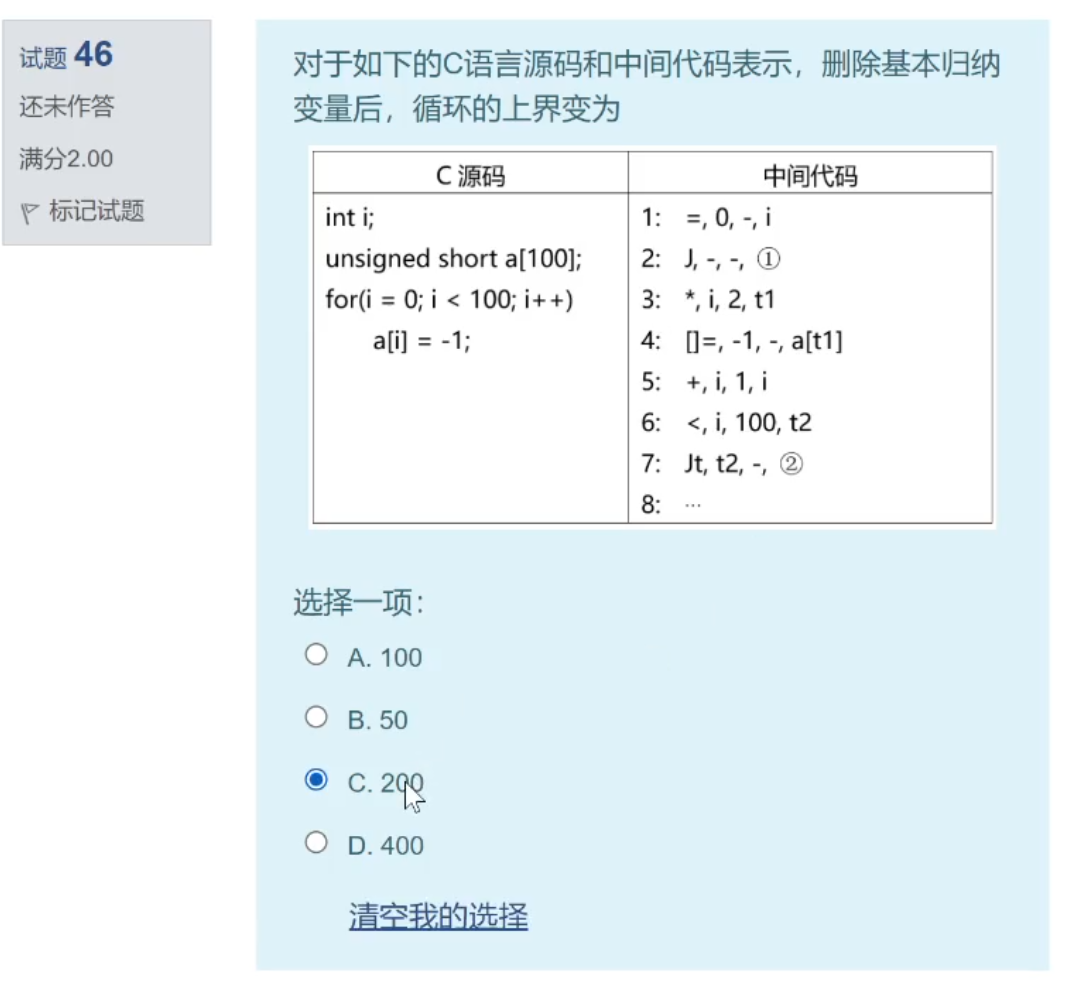 试题 46
还未作答
满分2.00
标记试题
对于如下的C语言源码和中间代码表示，删除基本归纳
变量后，循环的上界变为
C 源码
中间代码
int i;
unsigned short a[100];
for(i = 0; i < 100; i++)
a[i] = -1;
1: =, 0, -, i
2: J, -, -, ①
3: *, i, 2, t1
4: []=, -1, -, a[t1]
5: +, i, 1, i
6: <, i, 100, t2
7: Jt, t2, -, ②
8: ···
选择一项：
A. 100
B. 50
C. 200
D. 400
清空我的选择